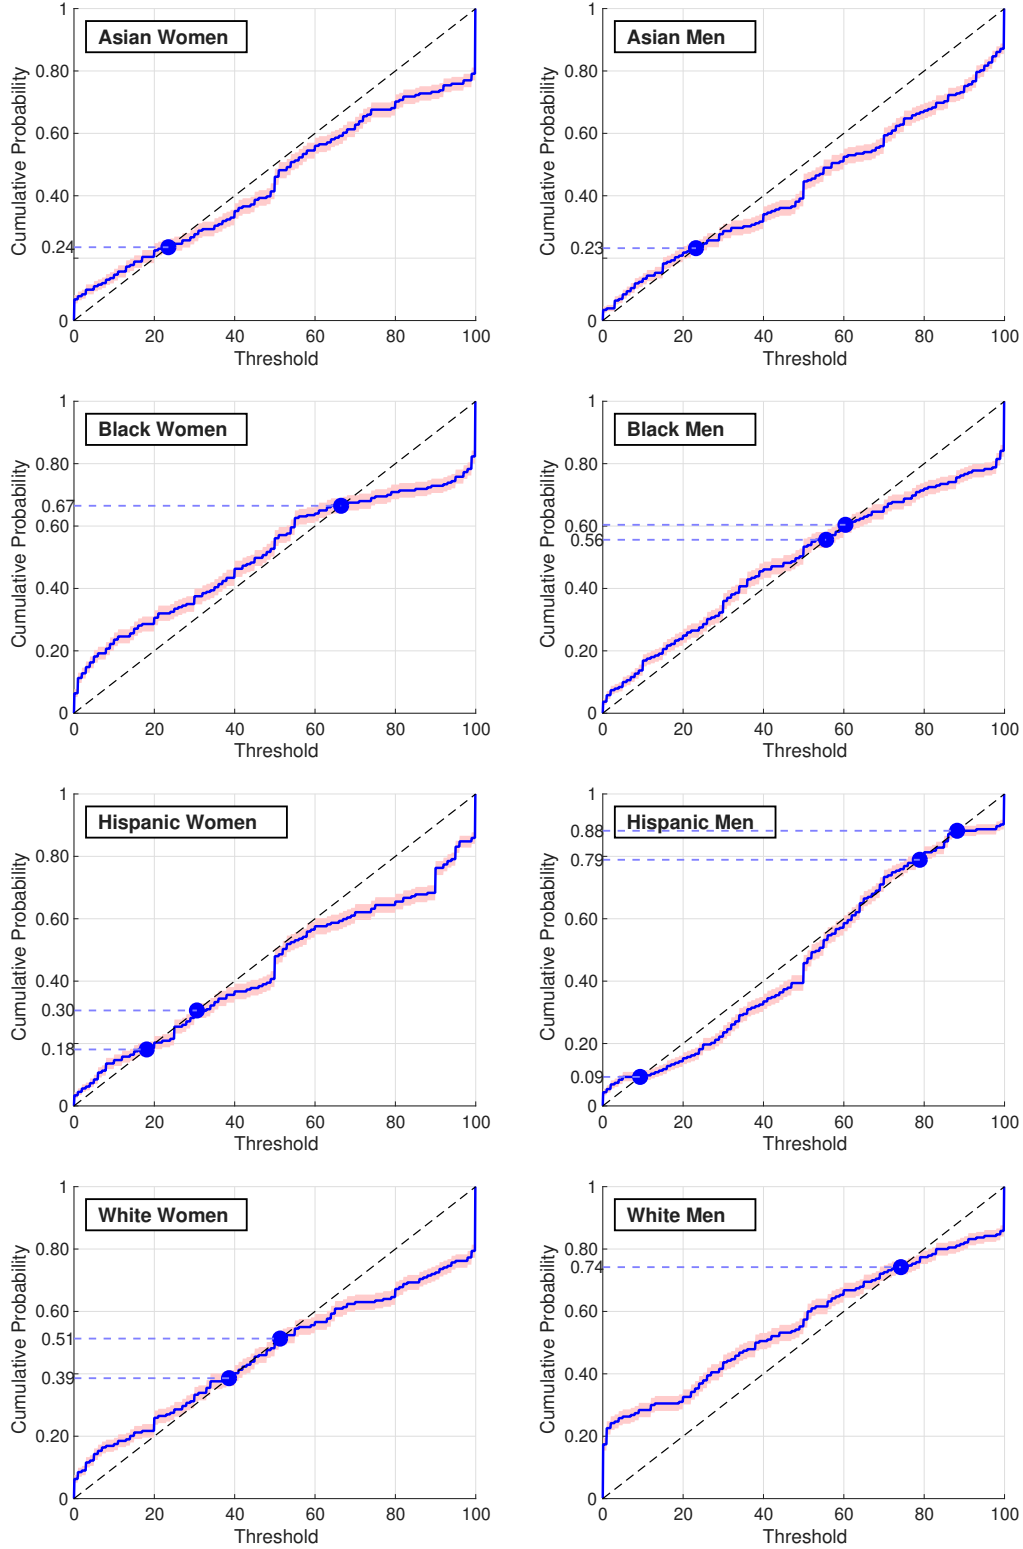 Asian Women
Cumulative Probability
1
0.80
0.60
0.40
0.24
0
0 20 40 60 80 100
Threshold
Asian Men
Cumulative Probability
1
0.80
0.60
0.40
0.23
0
0 20 40 60 80 100
Threshold
Black Women
Cumulative Probability
1
0.80
0.67
0.60
0.40
0.20
0
0 20 40 60 80 100
Threshold
Black Men
Cumulative Probability
1
0.80
0.60
0.56
0.40
0.20
0
0 20 40 60 80 100
Threshold
Hispanic Women
Cumulative Probability
1
0.80
0.60
0.40
0.30
0.18
0
0 20 40 60 80 100
Threshold
Hispanic Men
Cumulative Probability
1
0.88
0.79
0.60
0.40
0.20
0.09
0
0 20 40 60 80 100
Threshold
White Women
Cumulative Probability
1
0.80
0.60
0.51
0.39
0.20
0
0 20 40 60 80 100
Threshold
White Men
Cumulative Probability
1
0.80
0.74
0.60
0.40
0.20
0
0 20 40 60 80 100
Threshold